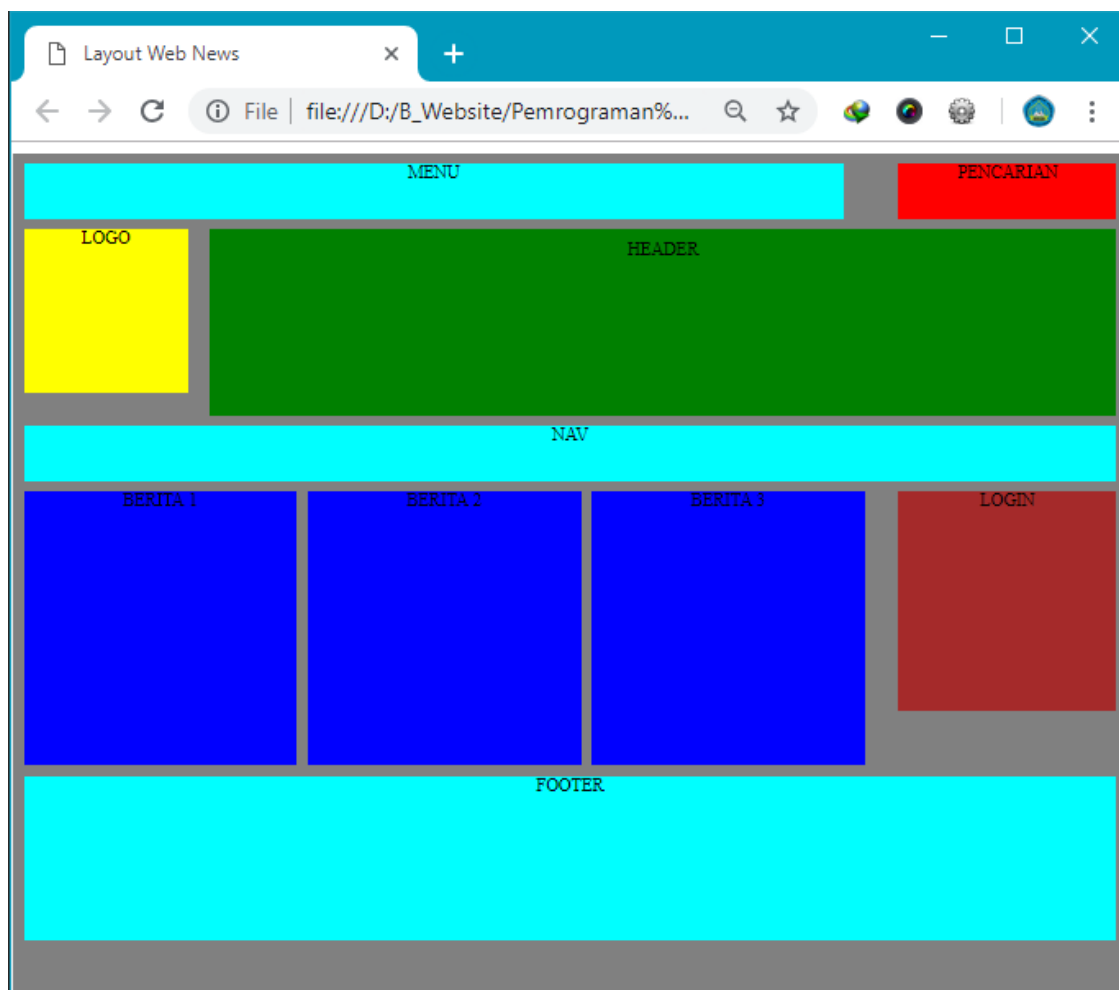 Layout Web News
File
file:///D:/B_Website/Pemrograman%...
MENU
PENCARIAN
LOGO
HEADER
NAV
BERITA 1
BERITA 2
BERITA 3
LOGIN
FOOTER